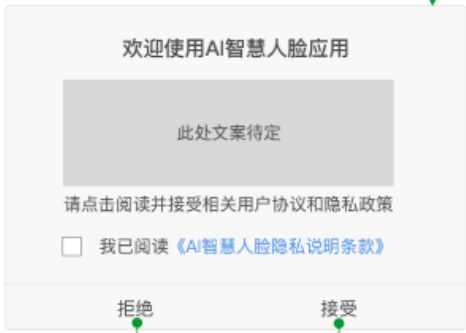 欢迎使用AI智慧人脸应用
此处文案待定
请点击阅读并接受相关用户协议和隐私政策
我已阅读《AI智慧人脸隐私说明条款》
拒绝 接受